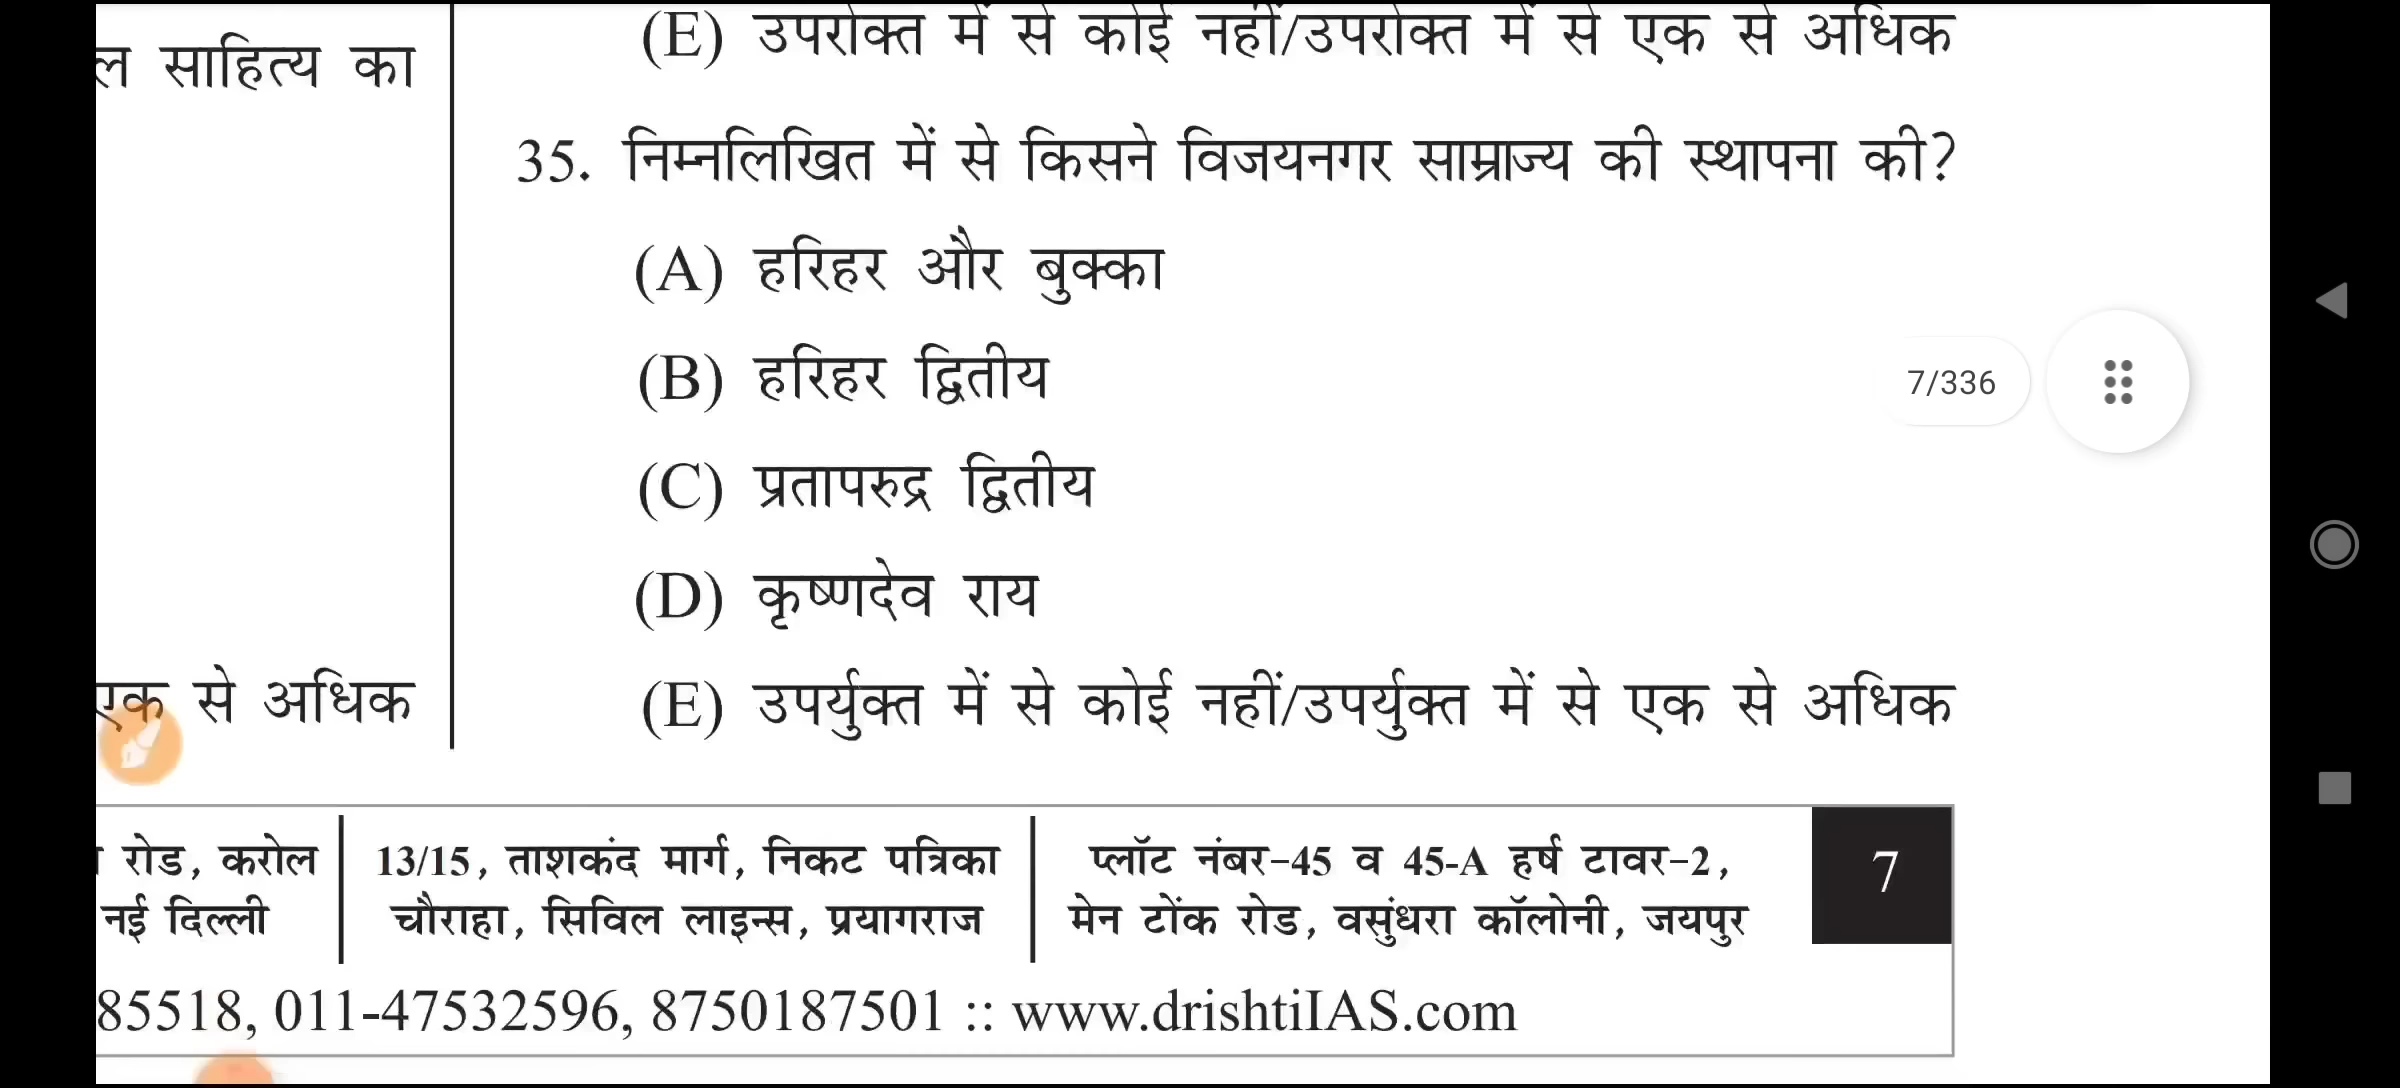 ल साहित्य का
(E) उपरोक्त में से कोई नहीं/उपरोक्त में से एक से अधिक
35. निम्नलिखित में से किसने विजयनगर साम्राज्य की स्थापना की?
(A) हरिहर और बुक्का
(B) हरिहर द्वितीय
(C) प्रतापरुद्र द्वितीय
(D) कृष्णदेव राय
(E) उपर्युक्त में से कोई नहीं/उपर्युक्त में से एक से अधिक
7/336
एक से अधिक
रोड, करोल
नई दिल्ली
13/15, ताशकंद मार्ग, निकट पत्रिका
चौराहा, सिविल लाइन्स, प्रयागराज
प्लॉट नंबर-45 व 45-A हर्ष टावर-2,
मेन टोंक रोड, वसुंधरा कॉलोनी, जयपुर
7
85518, 011-47532596, 8750187501 :: www.drishtiIAS.com